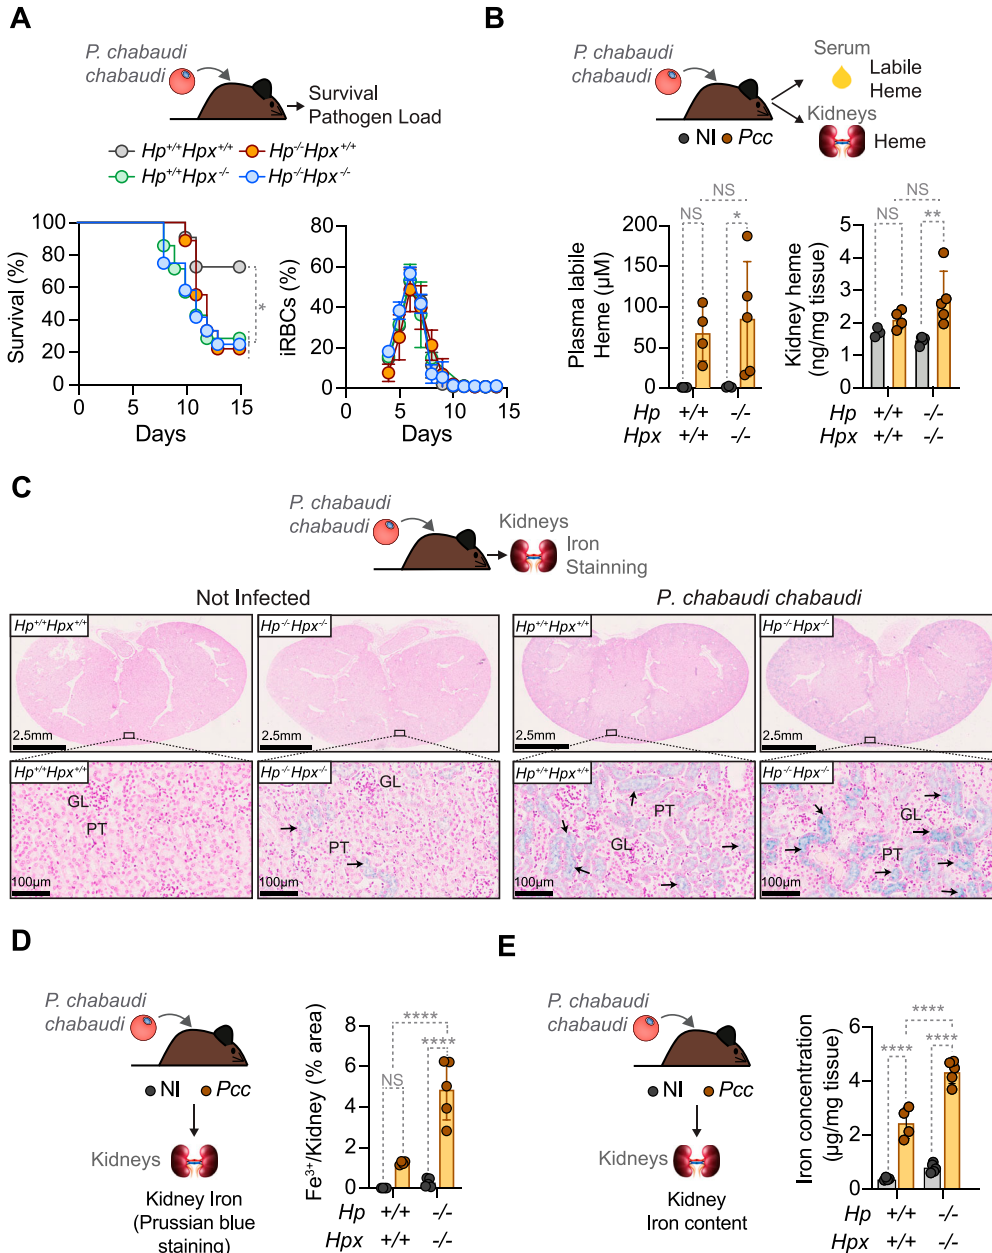 A
P. chabaudi
chabaudi
Survival
Pathogen Load
Hp+/+Hpx+/+
Hp-/-Hpx+/+
Hp+/+Hpx-/-
Hp-/-Hpx-/-
Survival (%)
100
80
60
40
20
0
*
0 5 10 15
Days
iRBCs (%)
80
60
40
20
0
0 5 10 15
Days
B
P. chabaudi
chabaudi
Serum
Labile
Heme
Kidneys
Heme
NI Pcc
Plasma labile
Heme (µM)
200
150
100
50
0
NS
NS
*
Hp +/+ -/-
Hpx +/+ -/-
Kidney heme
(ng/mg tissue)
5
4
3
2
1
0
NS
NS
**
Hp +/+ -/-
Hpx +/+ -/-
C
P. chabaudi
chabaudi
Kidneys
Iron
Stainning
Not Infected
P. chabaudi chabaudi
Hp+/+Hpx+/+
Hp-/-Hpx-/-
Hp+/+Hpx+/+
Hp-/-Hpx-/-
2.5mm
2.5mm
2.5mm
2.5mm
Hp+/+Hpx+/+
GL
PT
100µm
Hp-/-Hpx-/-
GL
PT
100µm
Hp+/+Hpx+/+
PT
GL
100µm
Hp-/-Hpx-/-
GL
PT
100µm
D
P. chabaudi
chabaudi
NI Pcc
Kidneys
Kidney Iron
(Prussian blue
staining)
Fe3+/Kidney (% area)
8
6
4
2
0
****
****
NS
Hp +/+ -/-
Hpx +/+ -/-
E
P. chabaudi
chabaudi
NI Pcc
Kidneys
Kidney
Iron content
Iron concentration
(µg/mg tissue)
6
4
2
0
****
****
****
Hp +/+ -/-
Hpx +/+ -/-